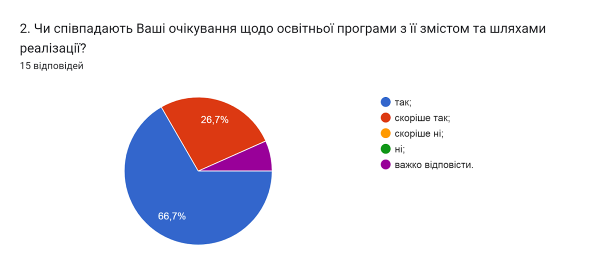 2. Чи співпадають Ваші очікування щодо освітньої програми з її змістом та шляхами
реалізації?
15 відповідей
26,7%
66,7%
так;
скоріше так;
скоріше ні;
ні;
важко відповісти.